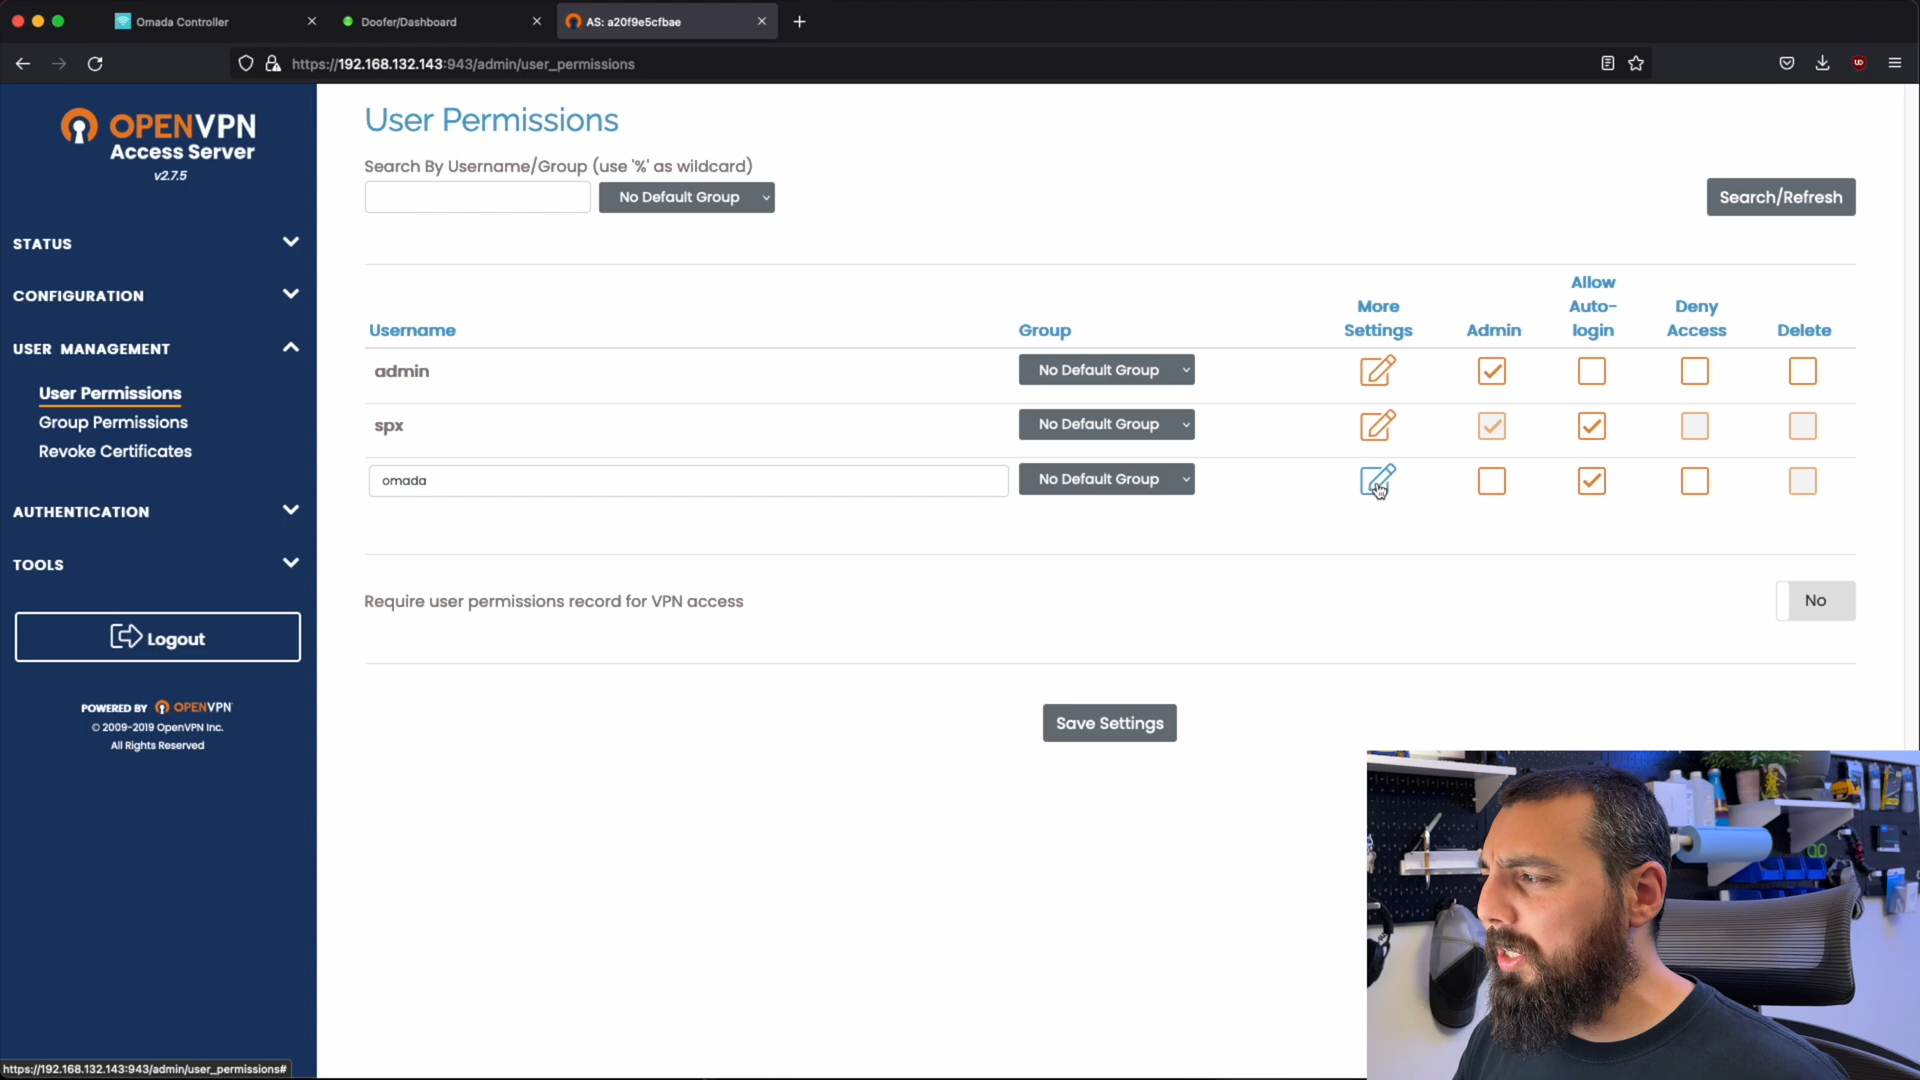 Omada Controller
Doofer/Dashboard
AS: a20f9e5cfbae
https://192.168.132.143:943/admin/user_permissions
OPENVPN
Access Server
v2.7.5
STATUS
CONFIGURATION
USER MANAGEMENT
User Permissions
Group Permissions
Revoke Certificates
AUTHENTICATION
TOOLS
Logout
POWERED BY OPENVPN
© 2009-2019 OpenVPN Inc.
All Rights Reserved
User Permissions
Search By Username/Group (use '%' as wildcard)
No Default Group
Search/Refresh
Username
Group
More Settings
Admin
Allow Auto-login
Deny Access
Delete
admin
No Default Group
spx
No Default Group
omada
No Default Group
Require user permissions record for VPN access
No
Save Settings
https://192.168.132.143:943/admin/user_permissions#